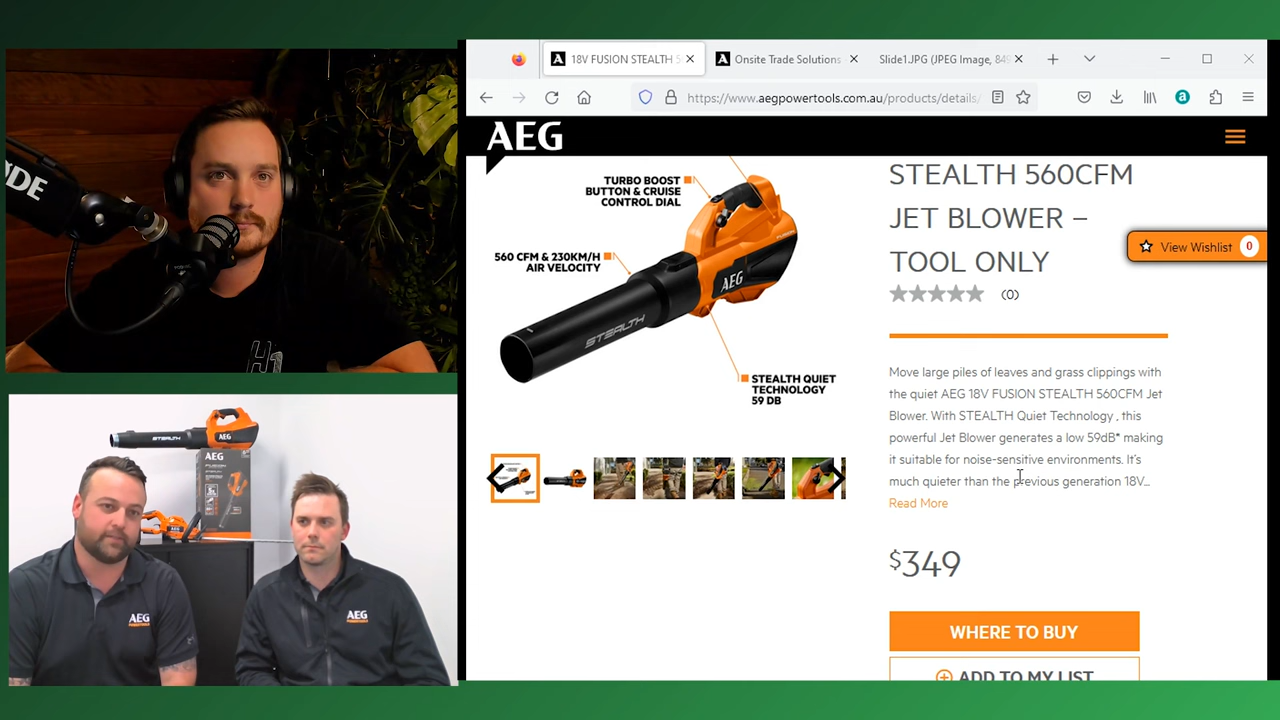 DE
H1
STEALTH
AEG
AEG
AEG
AEG
18V FUSION STEALTH 5
Onsite Trade Solutions
Slide1.JPG (JPEG Image, 849
https://www.aegpowertools.com.au/products/details/
AEG
TURBO BOOST
BUTTON & CRUISE
CONTROL DIAL
560 CFM & 230KM/H
AIR VELOCITY
AEG
STEALTH
STEALTH QUIET
TECHNOLOGY
59 DB
STEALTH 560CFM
JET BLOWER –
TOOL ONLY
(0)
View Wishlist 0
Move large piles of leaves and grass clippings with
the quiet AEG 18V FUSION STEALTH 560CFM Jet
Blower. With STEALTH Quiet Technology , this
powerful Jet Blower generates a low 59dB* making
it suitable for noise-sensitive environments. It's
much quieter than the previous generation 18V...
Read More
$349
WHERE TO BUY
ADD TO MY LIST